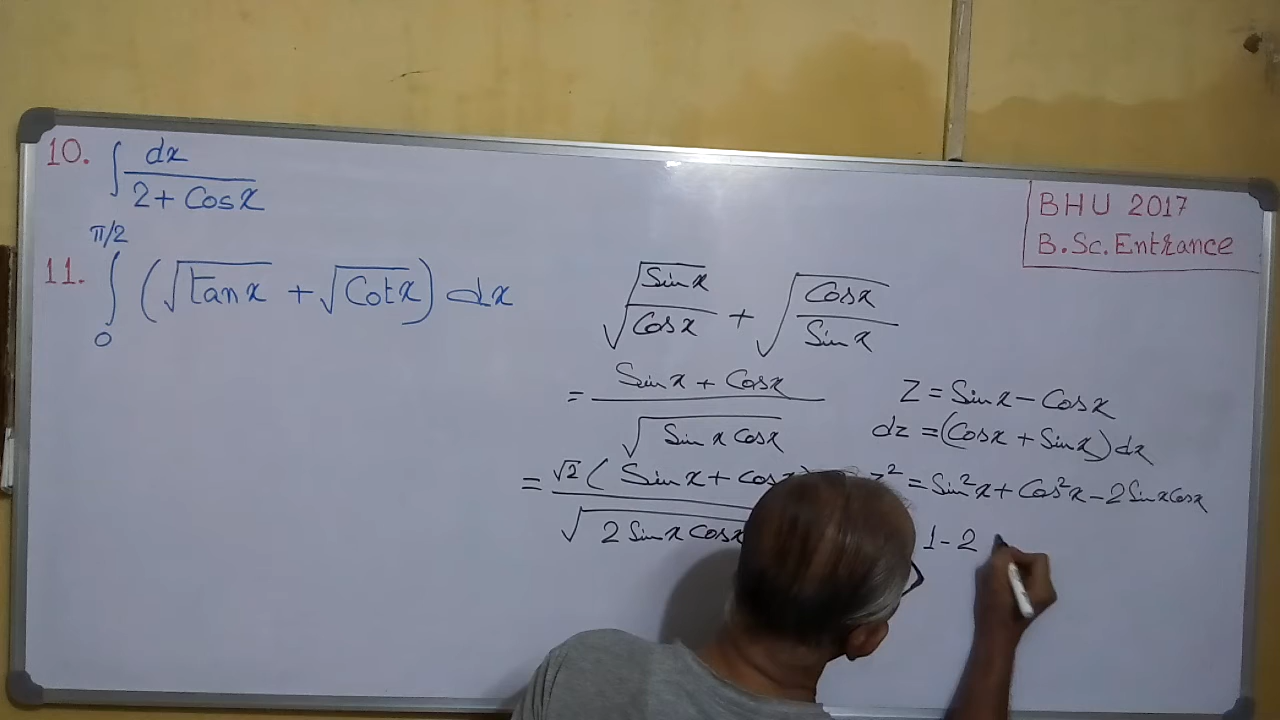 10. ∫ dx / (2 + Cosx)
BHU 2017
B.Sc. Entrance
11. ∫₀^(π/2) (√tanx + √Cotx) dx
√(Sinx / Cosx) + √(Cosx / Sinx)
= (Sinx + Cosx) / √(Sinx Cosx)
= √2 (Sinx + Cosx / √(2 Sinx Cosx
Z = Sinx - Cosx
dz = (Cosx + Sinx) dx
z² = Sin²x + Cos²x - 2 Sinx Cosx
1 - 2